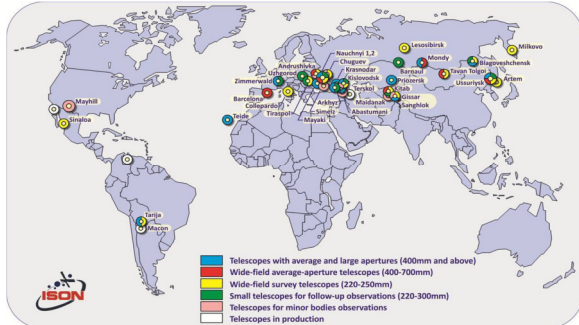 Lesosibirsk
Milkovo
Nauchnyi 1,2
Mondy
Andrushivka
Chuguev
Blagoveshchensk
Uzhgorod
Krasnodar
Tavan Tolgoi
Zimmerwald
Kislovodsk
Barnaul
Artem
Terskol
Priozersk
Ussuriysk
Mayhill
Barcelona
Kitab
Collepardo
Arkhyz
Maidanak
Gissar
Sinaloa
Teide
Tiraspol
Simeiz
Abastumani
Sanghlok
Mayaki
Tarija
Macon
Telescopes with average and large apertures (400mm and above)
Wide-field average-aperture telescopes (400-700mm)
Wide-field survey telescopes (220-250mm)
Small telescopes for follow-up observations (220-300mm)
Telescopes for minor bodies observations
Telescopes in production
ISON